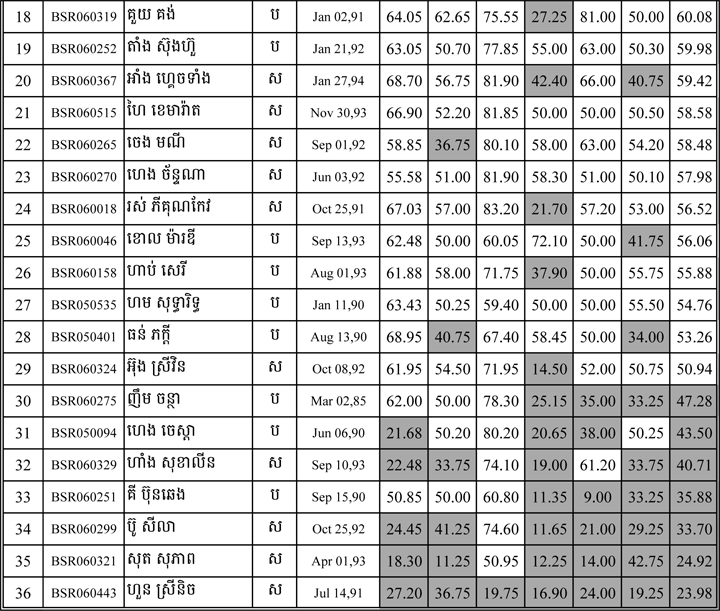 18 BSR060319 គួយ គង់ ប Jan 02,91 64.05 62.65 75.55 27.25 81.00 50.00 60.08
19 BSR060252 តាំង ស៊ុងហ៊ួ ប Jan 21,92 63.05 50.70 77.85 55.00 63.00 50.30 59.98
20 BSR060367 អាំង ហ្គេចទាំង ស Jan 27,94 68.70 56.75 81.90 42.40 66.00 40.75 59.42
21 BSR060515 ហៃ ខេមារ៉ាត ស Nov 30,93 66.90 52.20 81.85 50.00 50.00 50.50 58.58
22 BSR060265 ចេង មណី ស Sep 01,92 58.85 36.75 80.10 58.00 63.00 54.20 58.48
23 BSR060270 ហេង ច័ន្ទណា ស Jun 03,92 55.58 51.00 81.90 58.30 51.00 50.10 57.98
24 BSR060018 រស់ ភីគុណកែវ ស Oct 25,91 67.03 57.00 83.20 21.70 57.20 53.00 56.52
25 BSR060046 ខោល ម៉ារឌី ប Sep 13,93 62.48 50.00 60.05 72.10 50.00 41.75 56.06
26 BSR060158 ហាប់ សេរី ប Aug 01,93 61.88 58.00 71.75 37.90 50.00 55.75 55.88
27 BSR050535 ហម សុទ្ធារិទ្ធ ប Jan 11,90 63.43 50.25 59.40 50.00 50.00 55.50 54.76
28 BSR050401 ធន់ ភក្ដី ប Aug 13,90 68.95 40.75 67.40 58.45 50.00 34.00 53.26
29 BSR060324 អ៊ុង ស្រីវិន ស Oct 08,92 61.95 54.50 71.95 14.50 52.00 50.75 50.94
30 BSR060275 ញឹម ចន្ថា ប Mar 02,85 62.00 50.00 78.30 25.15 35.00 33.25 47.28
31 BSR050094 ហេង ចេស្តា ប Jun 06,90 21.68 50.20 80.20 20.65 38.00 50.25 43.50
32 BSR060329 ហាំង សុខាលីន ស Sep 10,93 22.48 33.75 74.10 19.00 61.20 33.75 40.71
33 BSR060251 គី ប៊ុនឆេង ប Sep 15,90 50.85 50.00 60.80 11.35 9.00 33.25 35.88
34 BSR060299 ប៊ូ សីលា ស Oct 25,92 24.45 41.25 74.60 11.65 21.00 29.25 33.70
35 BSR060321 សុត សុភាព ស Apr 01,93 18.30 11.25 50.95 12.25 14.00 42.75 24.92
36 BSR060443 ហួន ស្រីនិច ស Jul 14,91 27.20 36.75 19.75 16.90 24.00 19.25 23.98